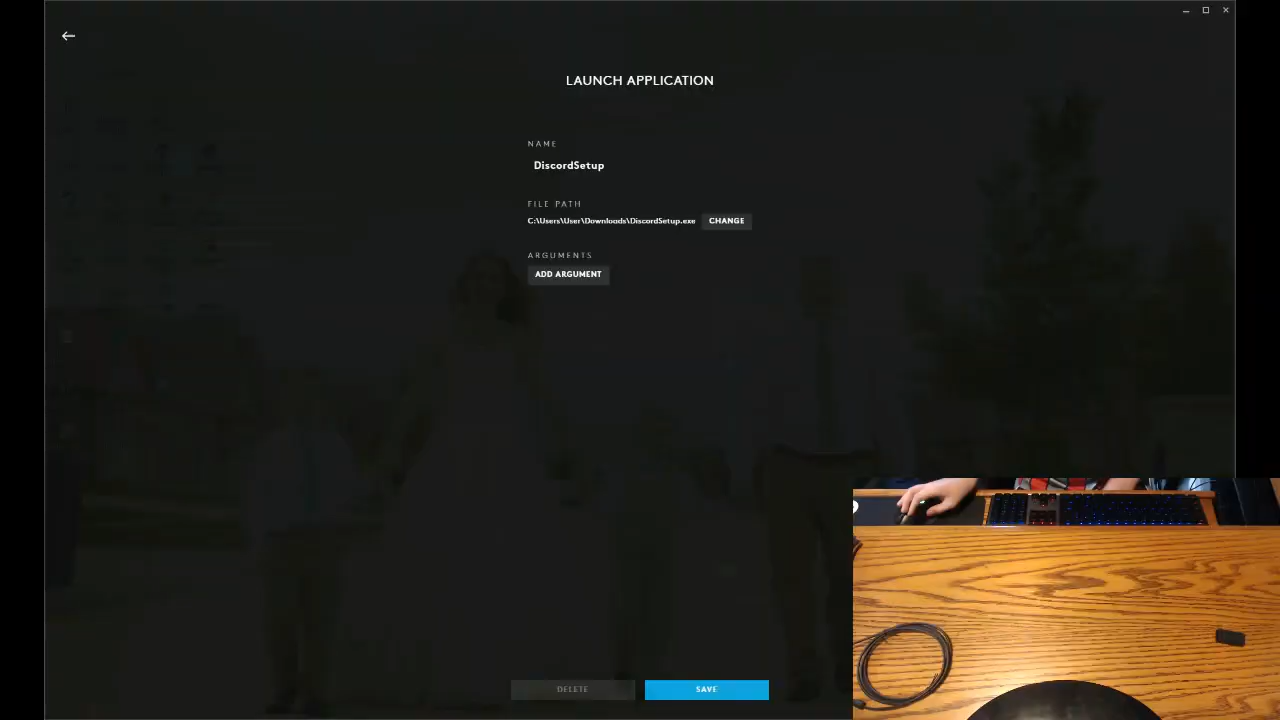 LAUNCH APPLICATION
NAME
DiscordSetup
FILE PATH
C:\Users\User\Downloads\DiscordSetup.exe CHANGE
ARGUMENTS
ADD ARGUMENT
DELETE SAVE